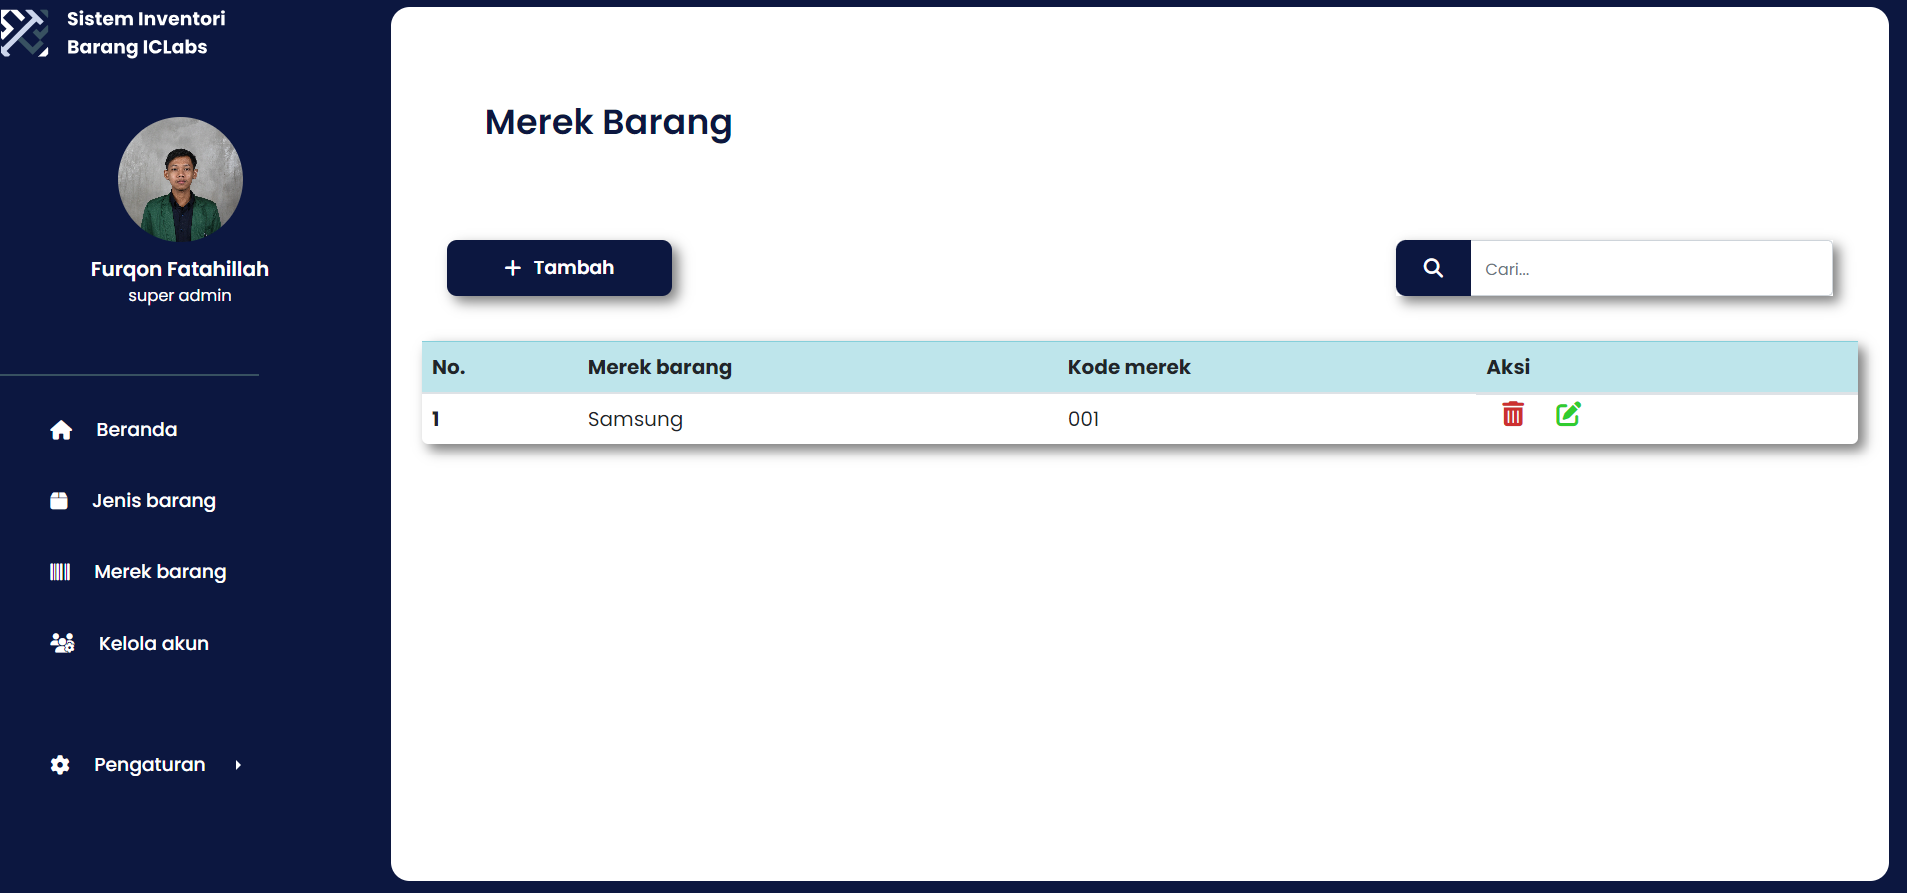 Sistem Inventori
Barang ICLabs
Furqon Fatahillah
super admin
Beranda
Jenis barang
Merek barang
Kelola akun
Pengaturan
Merek Barang
+ Tambah
Cari...
No. Merek barang Kode merek Aksi
1 Samsung 001